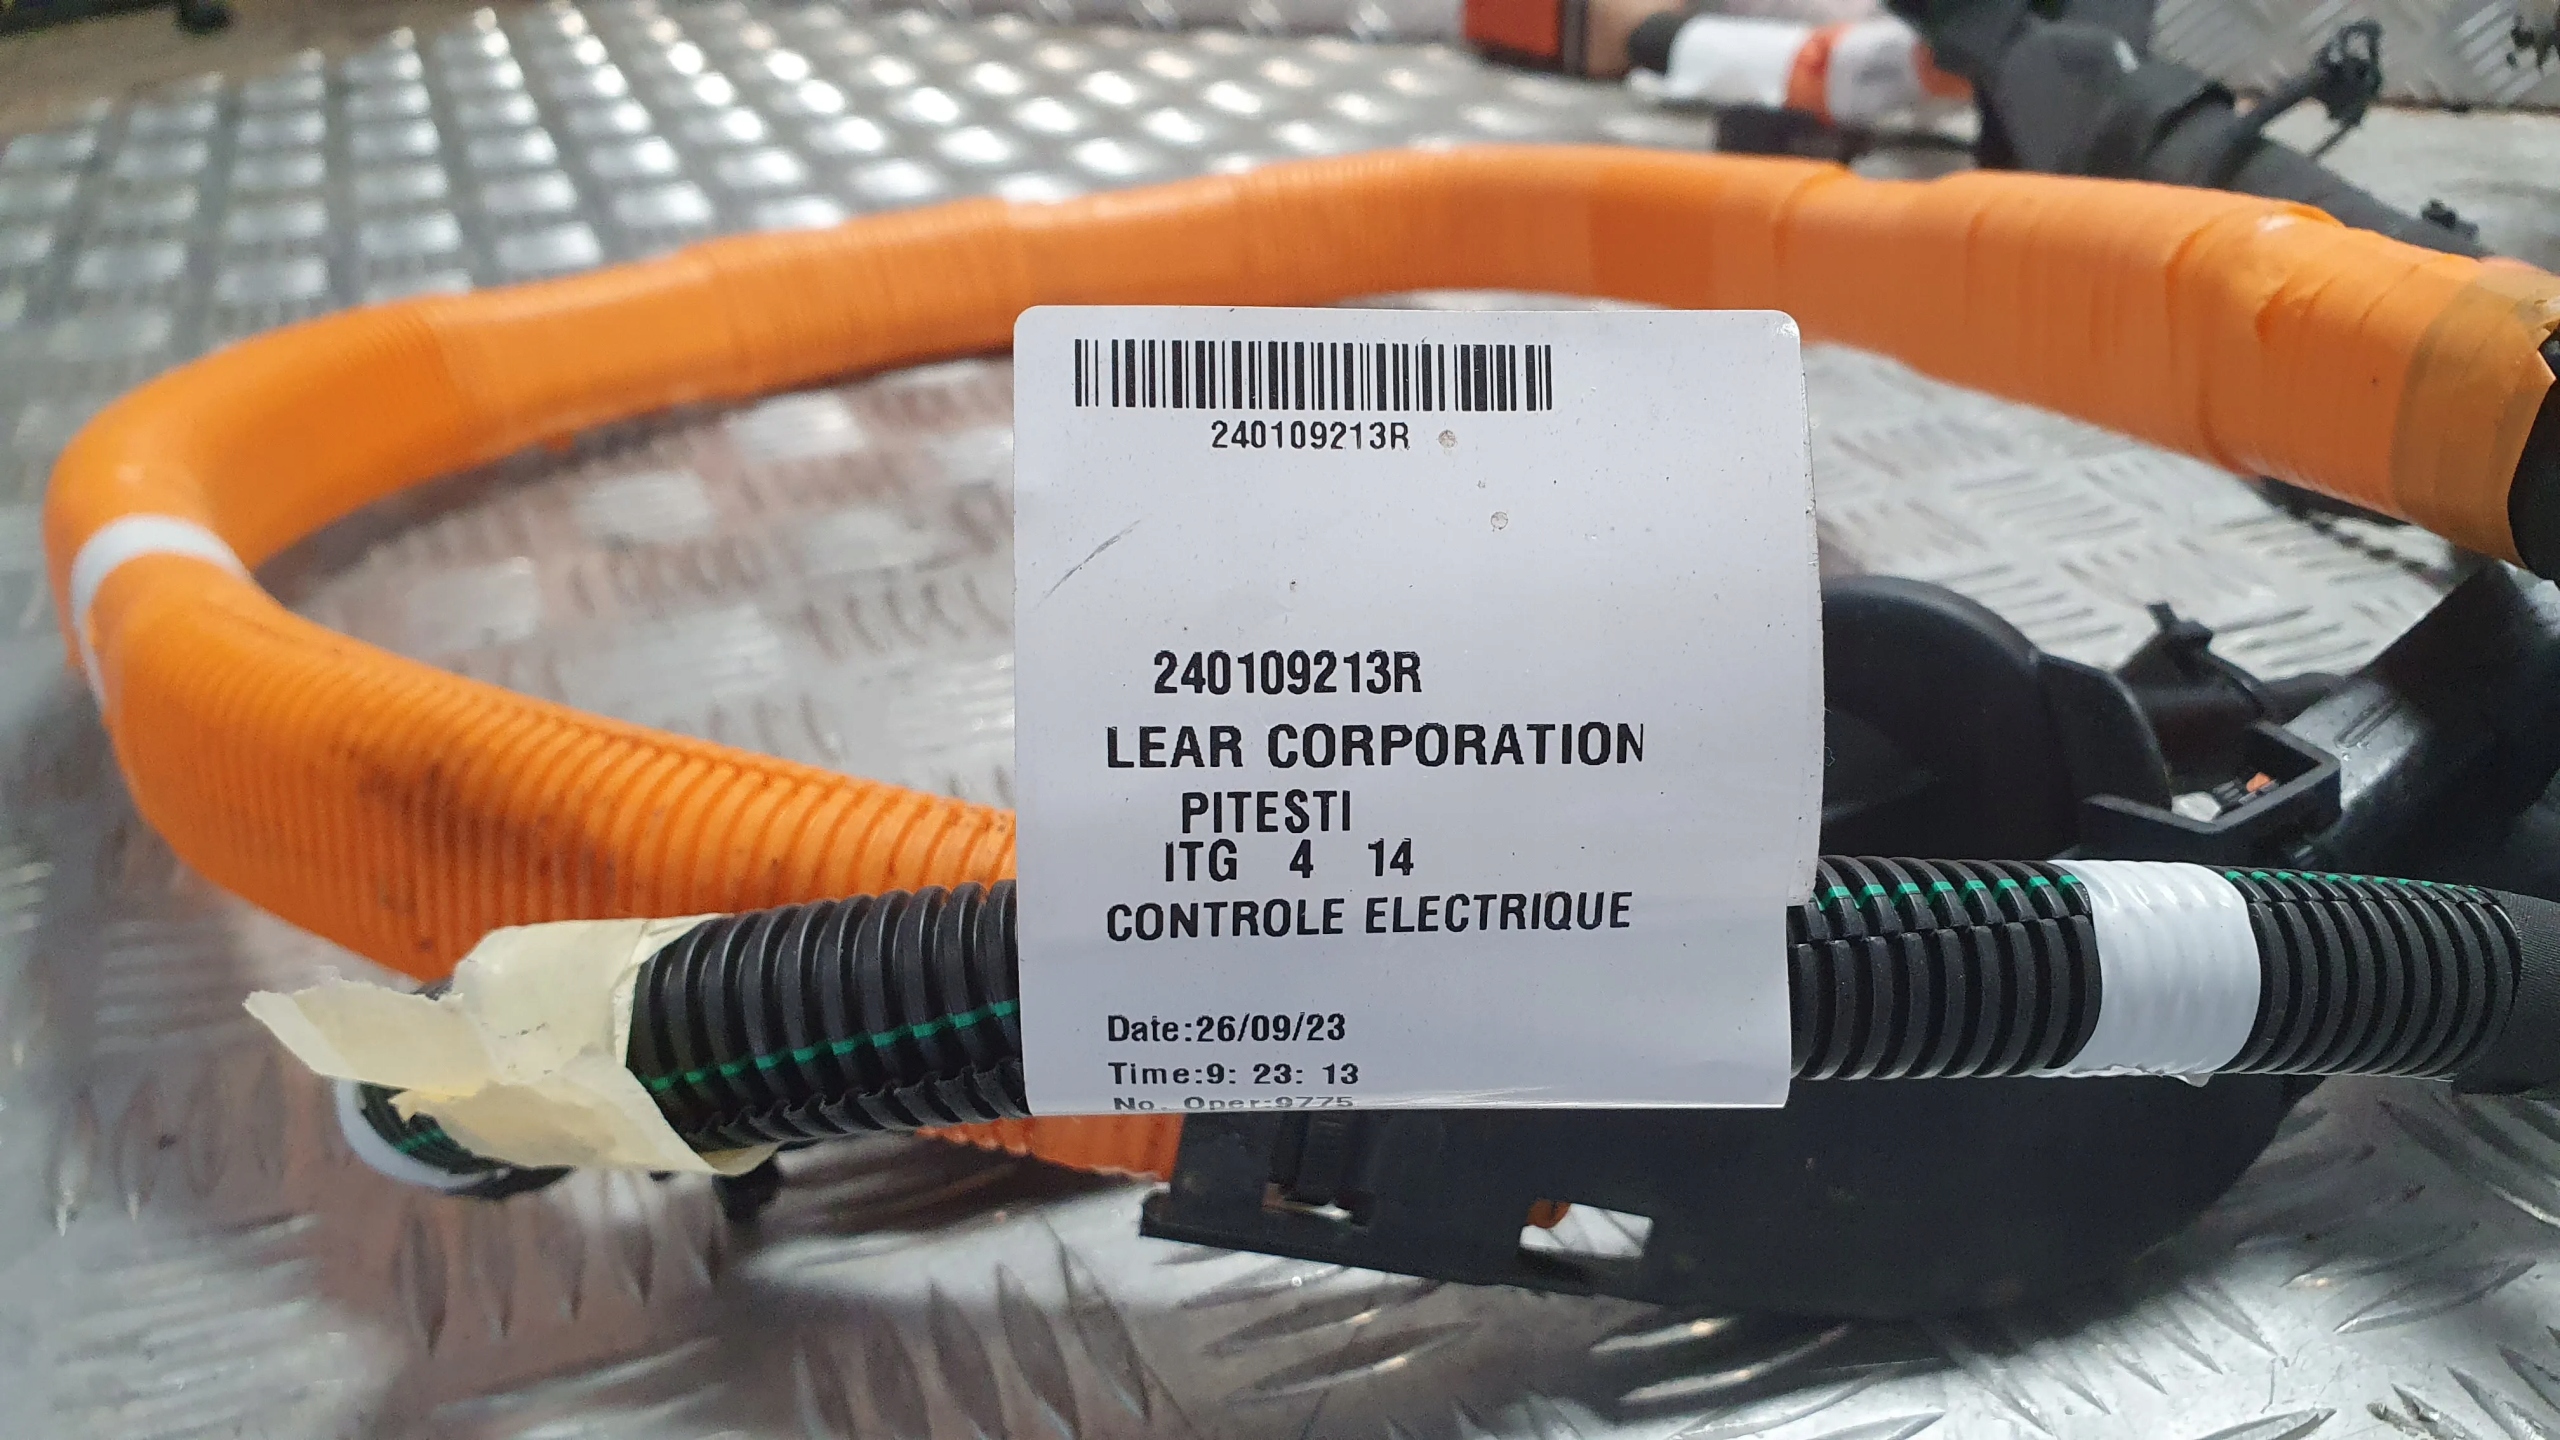 240109213R
240109213R
LEAR CORPORATION
PITESTI
ITG 4 14
CONTROLE ELECTRIQUE
Date:26/09/23
Time:9: 23: 13
No. Oper:9775